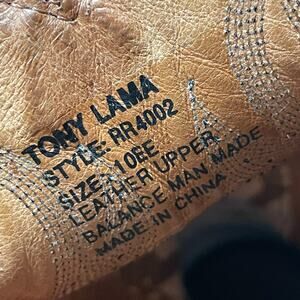 TONY LAMA
STYLE: RR4002
SIZE: 10EE
LEATHER UPPER
BALANCE MAN MADE
MADE IN CHINA